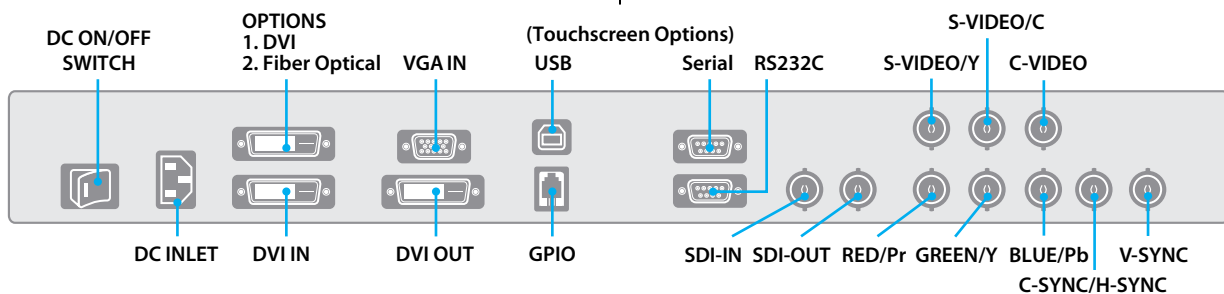 DC ON/OFF
SWITCH
OPTIONS
1. DVI
2. Fiber Optical
VGA IN
(Touchscreen Options)
USB
Serial
RS232C
S-VIDEO/Y
S-VIDEO/C
C-VIDEO
DC INLET
DVI IN
DVI OUT
GPIO
SDI-IN
SDI-OUT
RED/Pr
GREEN/Y
BLUE/Pb
C-SYNC/H-SYNC
V-SYNC